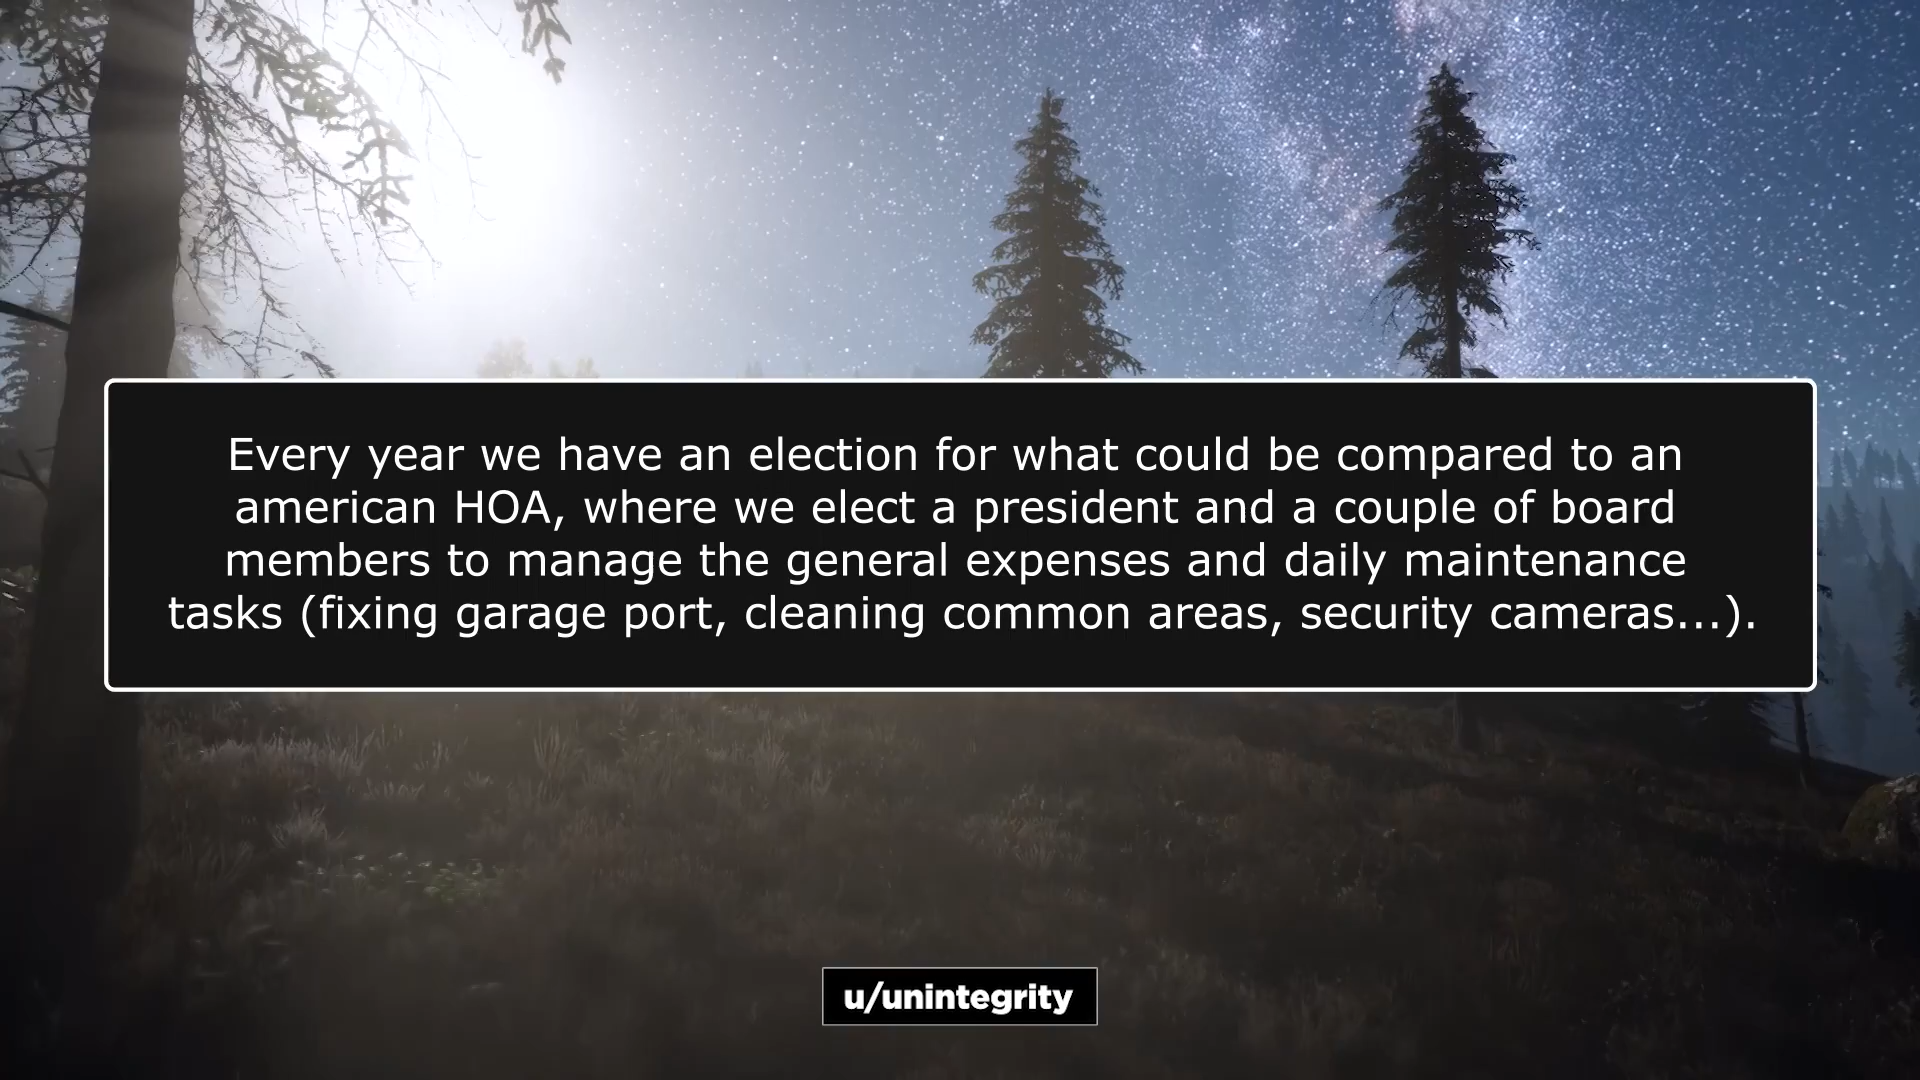 Every year we have an election for what could be compared to an
american HOA, where we elect a president and a couple of board
members to manage the general expenses and daily maintenance
tasks (fixing garage port, cleaning common areas, security cameras...).
u/unintegrity